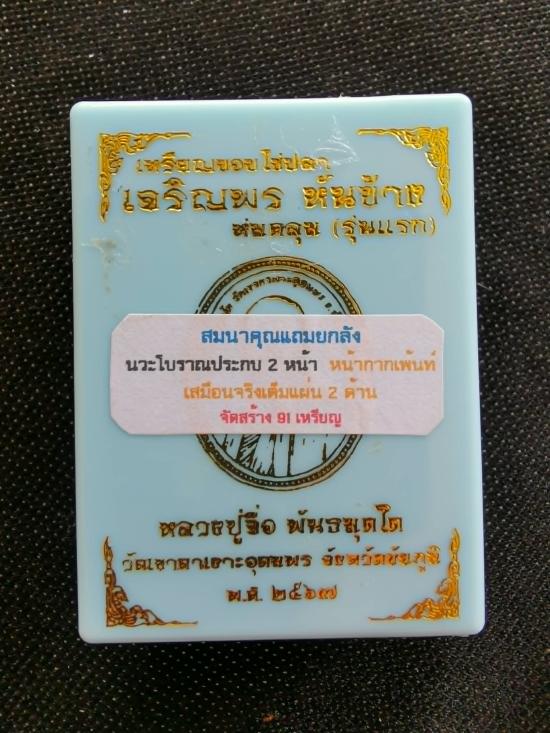 เหรียญขอบไข่ปลา
เจริญพร หันข้าง
ห่มคลุม (รุ่นแรก)
สมนาคุณแถมยกลัง
นวะโบราณประกบ 2 หน้า หน้ากากเพ้นท์
เสมือนจริงเต็มแผ่น 2 ด้าน
จัดสร้าง 91 เหรียญ
หลวงปู่จื่อ พันธมุตโต
วัดเขาตาเงาะอุดมพร จังหวัดชัยภูมิ
พ.ศ. ๒๕๖๗